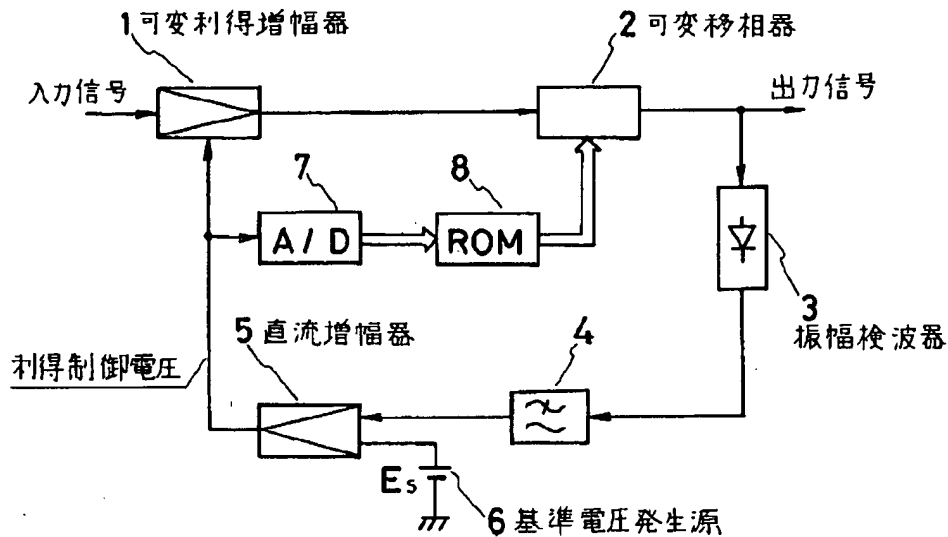 1 可変利得増幅器
2 可変移相器
入力信号
出力信号
7
8
A/D
ROM
3
振幅検波器
5 直流増幅器
4
利得制御電圧
Es
6 基準電圧発生源